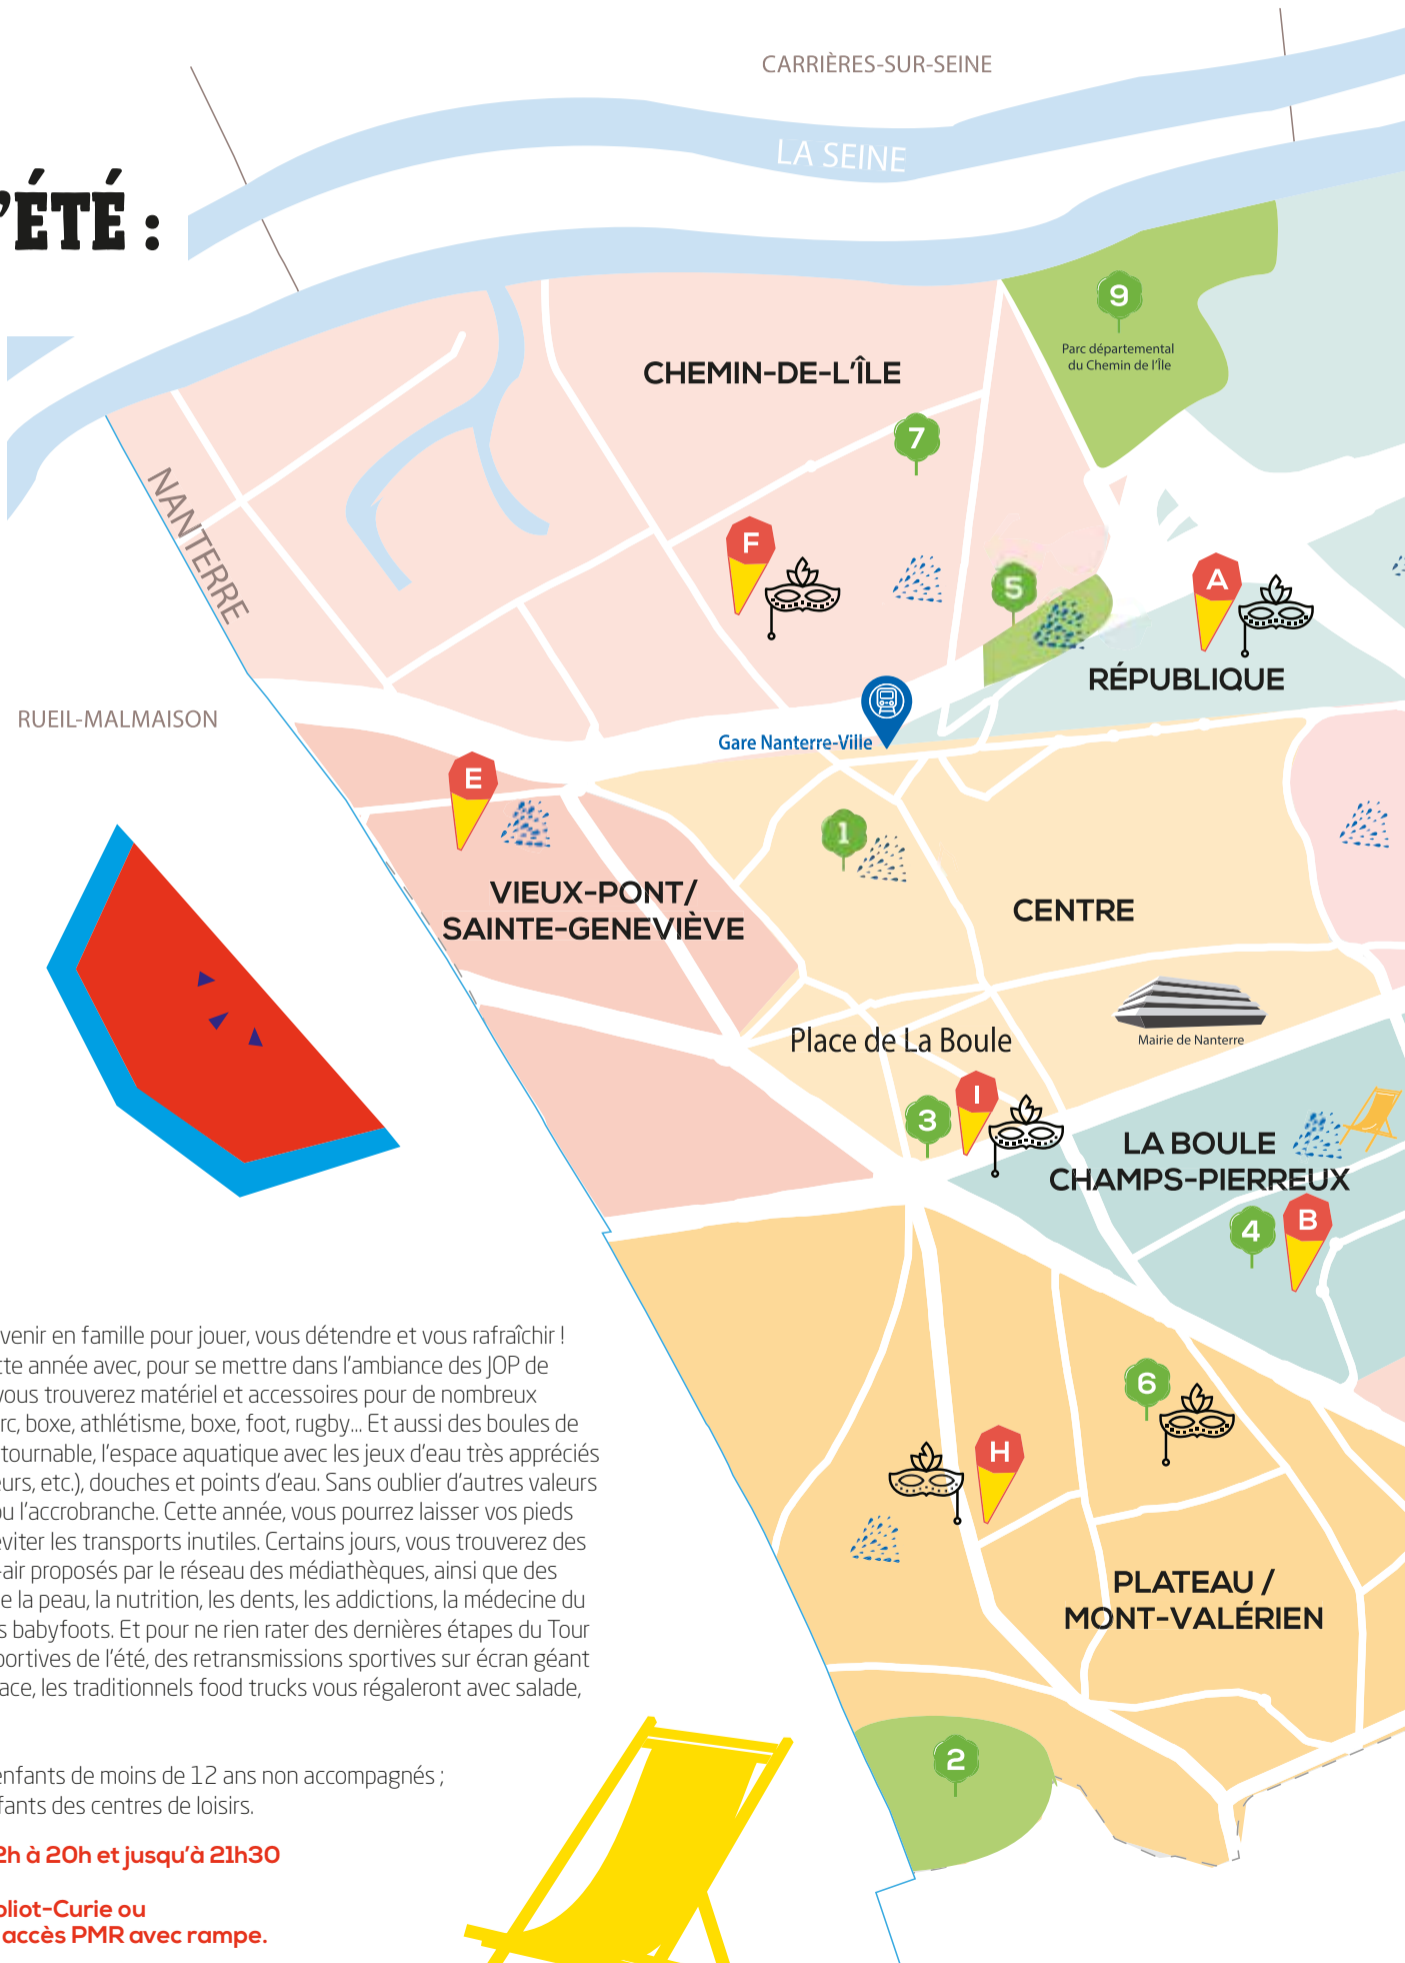 CARRIÈRES-SUR-SEINE
LA SEINE
’ÉTÉ :
9
Parc départemental
du Chemin de l’Île
CHEMIN-DE-L’ÎLE
7
NANTERRE
F
5
A
RÉPUBLIQUE
RUEIL-MALMAISON
Gare Nanterre-Ville
E
1
VIEUX-PONT/
SAINTE-GENEVIÈVE
CENTRE
Place de La Boule
Mairie de Nanterre
3
I
LA BOULE
CHAMPS-PIERREUX
4
B
venir en famille pour jouer, vous détendre et vous rafraîchir !
tte année avec, pour se mettre dans l’ambiance des JOP de
vous trouverez matériel et accessoires pour de nombreux
rc, boxe, athlétisme, boxe, foot, rugby... Et aussi des boules de
tournable, l’espace aquatique avec les jeux d’eau très appréciés
eurs, etc.), douches et points d’eau. Sans oublier d’autres valeurs
ou l’accrobranche. Cette année, vous pourrez laisser vos pieds
éviter les transports inutiles. Certains jours, vous trouverez des
-air proposés par le réseau des médiathèques, ainsi que des
e la peau, la nutrition, les dents, les addictions, la médecine du
s babyfoots. Et pour ne rien rater des dernières étapes du Tour
portives de l’été, des retransmissions sportives sur écran géant
ace, les traditionnels food trucks vous régaleront avec salade,
6
H
PLATEAU /
MONT-VALÉRIEN
2
enfants de moins de 12 ans non accompagnés ;
fants des centres de loisirs.
2h à 20h et jusqu’à 21h30
oliot-Curie ou
accès PMR avec rampe.